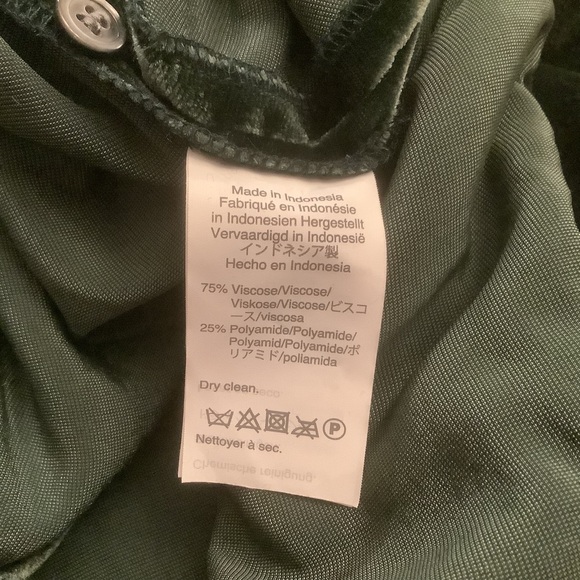 Made in Indonesia
Fabriqué en Indonésie
in Indonesien Hergestellt
Vervaardigd in Indonesië
インドネシア製
Hecho en Indonesia
75% Viscose/Viscose/
Viskose/Viscose/ビスコ
ース/viscosa
25% Polyamide/Polyamide/
Polyamid/Polyamide/ポ
リアミド/poliamida
Dry clean.
P
Nettoyer à sec.
Chemische reinigung